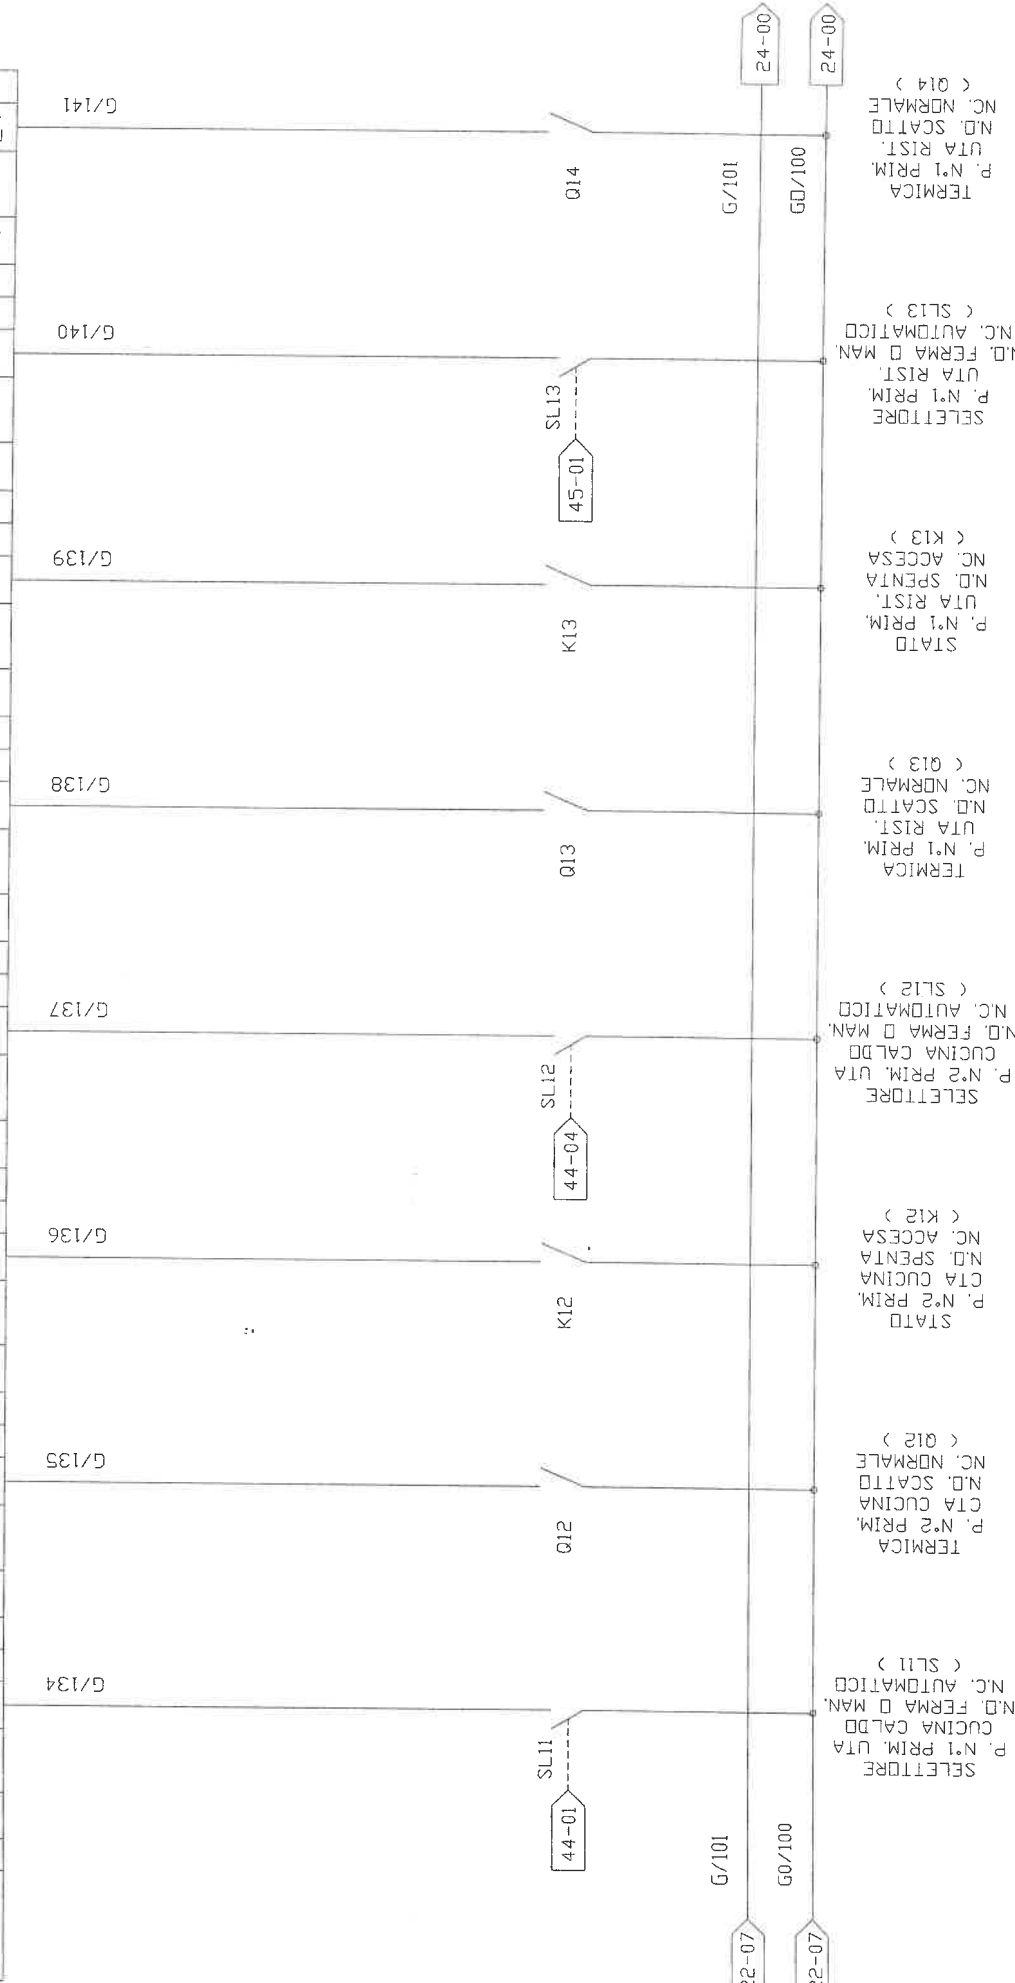 G/134
G/135
G/136
G/137
G/138
G/139
G/140
G/141
SL11
44-01
Q12
K12
SL12
44-04
Q13
K13
SL13
45-01
Q14
22-07
G/101
G/101
24-00
22-07
G0/100
G0/100
24-00
SELETTORE
P. N°1 PRIM. UTA
CUCINA CALDO
N.O. FERMA O MAN.
N.C. AUTOMATICO
( SL11 )
TERMICA
P. N°2 PRIM.
CTA CUCINA
N.O. SCATTO
NC. NORMALE
( Q12 )
STATO
P. N°2 PRIM.
CTA CUCINA
N.O. SPENTA
NC. ACCESA
( K12 )
SELETTORE
P. N°2 PRIM. UTA
CUCINA CALDO
N.O. FERMA O MAN.
N.C. AUTOMATICO
( SL12 )
TERMICA
P. N°1 PRIM.
UTA RIST.
N.O. SCATTO
NC. NORMALE
( Q13 )
STATO
P. N°1 PRIM.
UTA RIST.
N.O. SPENTA
NC. ACCESA
( K13 )
SELETTORE
P. N°1 PRIM.
UTA RIST.
N.O. FERMA O MAN.
N.C. AUTOMATICO
( SL13 )
TERMICA
P. N°1 PRIM.
UTA RIST.
N.O. SCATTO
NC. NORMALE
( Q14 )